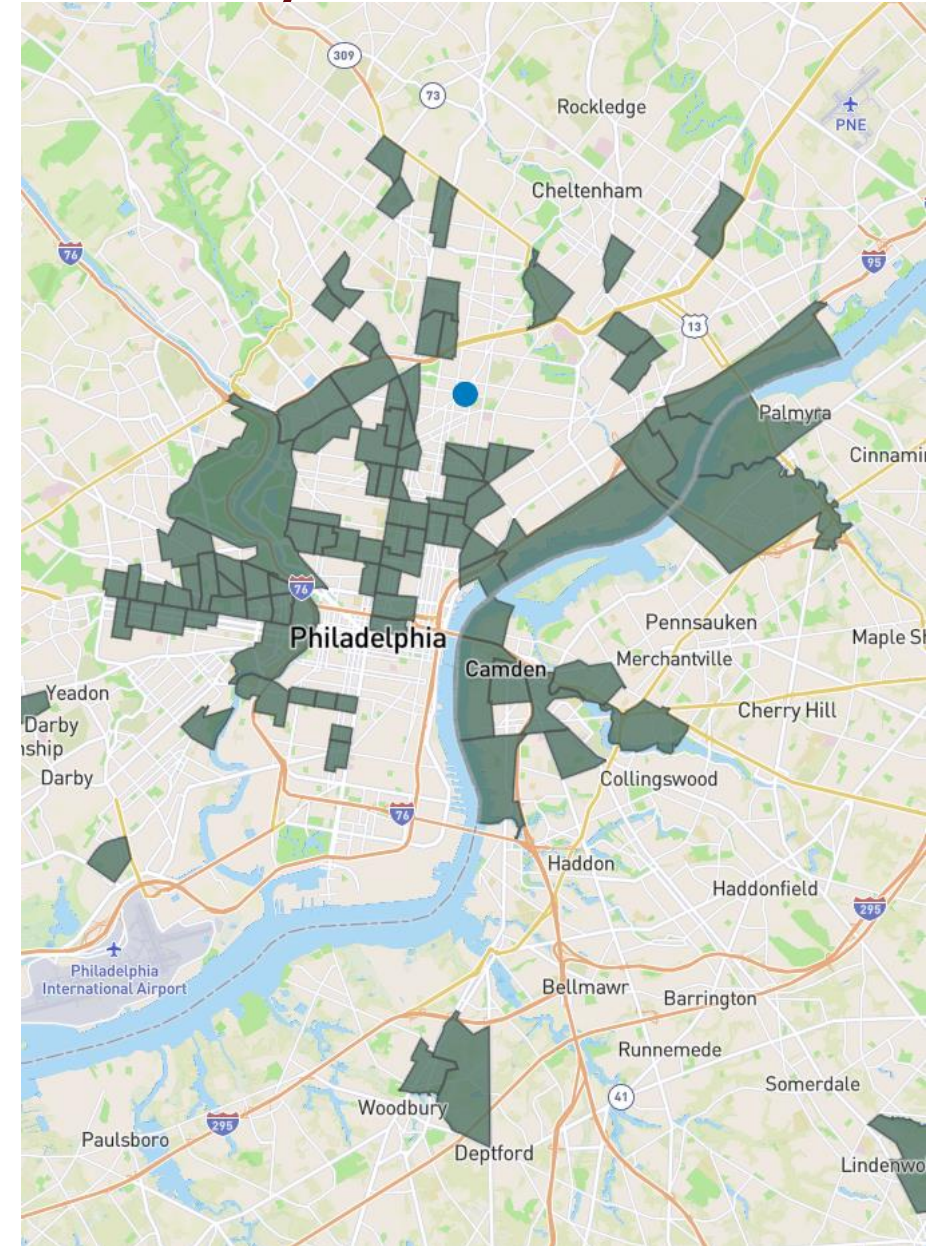 309
73
Rockledge
PNE
Cheltenham
76
95
13
Palmyra
Cinnami
76
Philadelphia
Pennsauken
Maple Sh
Merchantville
Camden
Yeadon
Darby
nship
Cherry Hill
Darby
Collingswood
76
Haddon
Haddonfield
295
Philadelphia
International Airport
Bellmawr
Barrington
Runnemede
Somerdale
41
Woodbury
295
Paulsboro
Deptford
Lindenwo